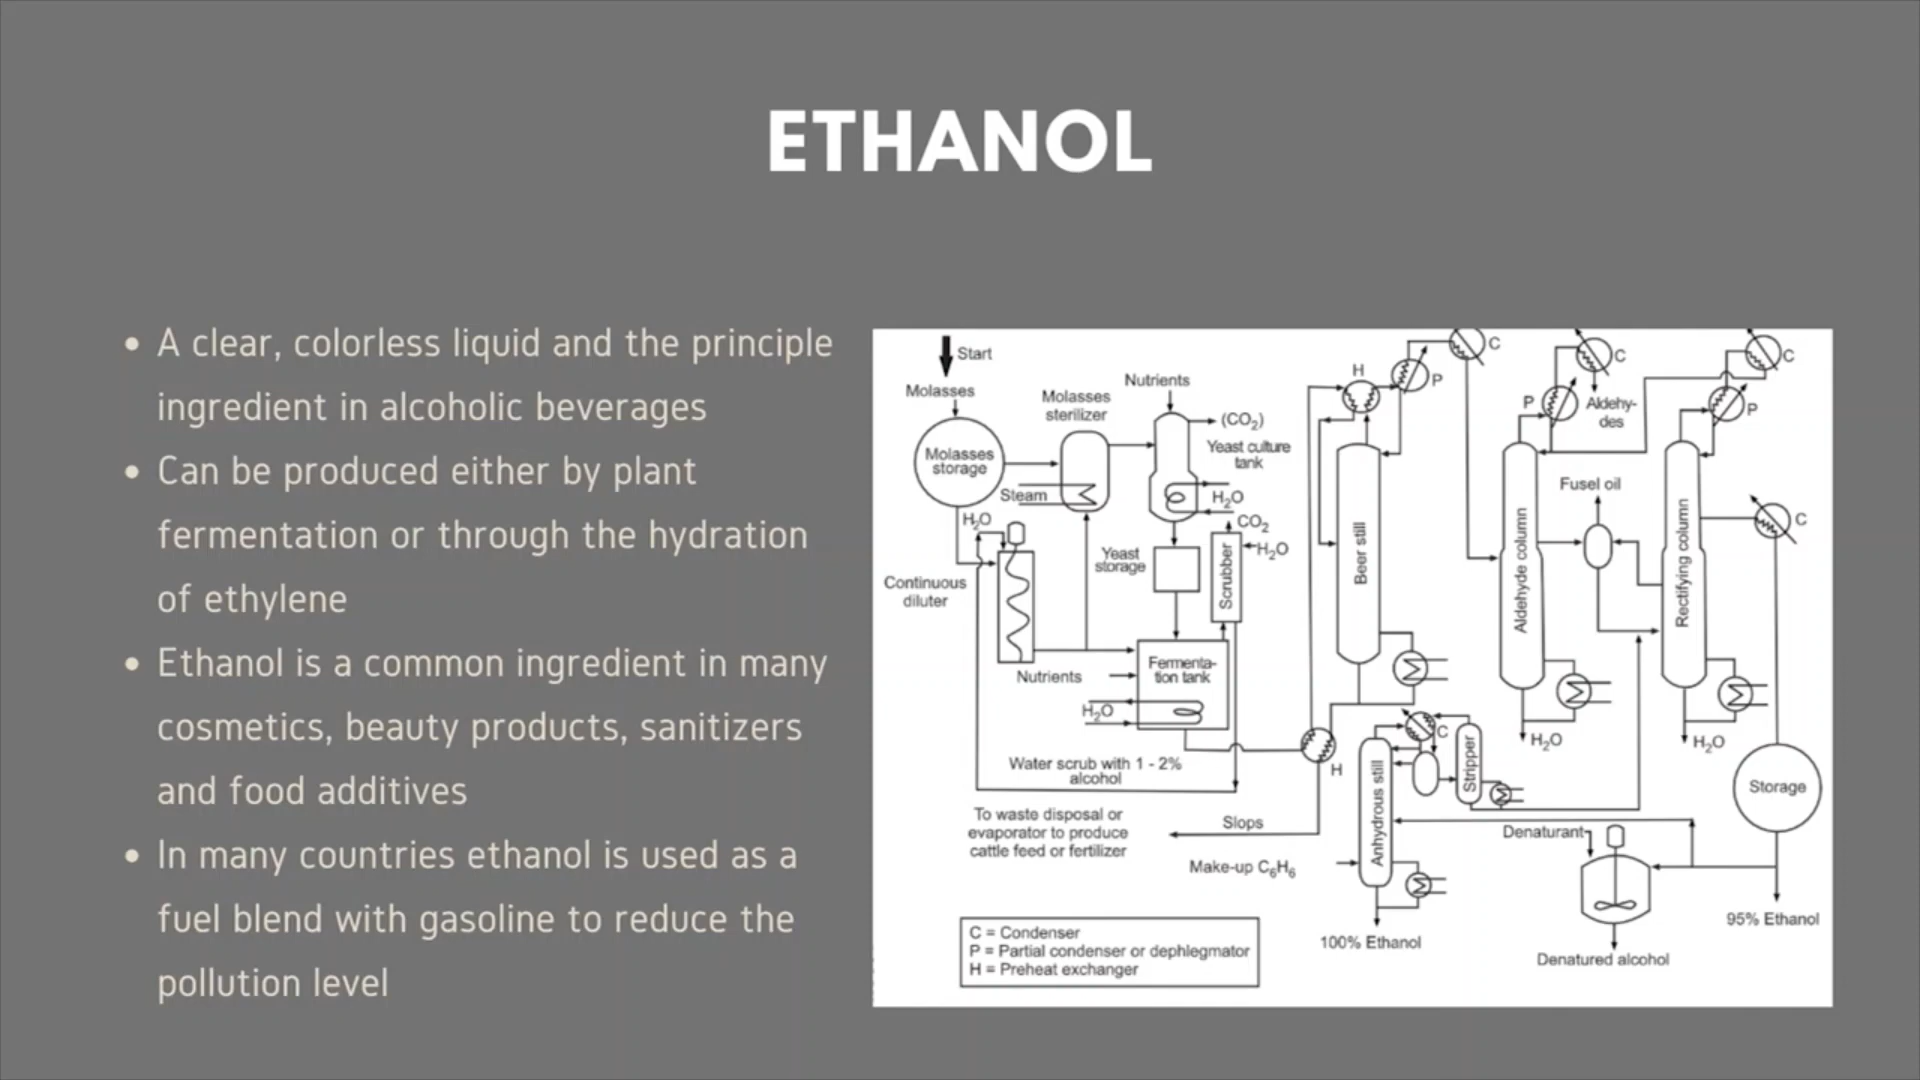 ETHANOL
• A clear, colorless liquid and the principle
ingredient in alcoholic beverages
• Can be produced either by plant
fermentation or through the hydration
of ethylene
• Ethanol is a common ingredient in many
cosmetics, beauty products, sanitizers
and food additives
• In many countries ethanol is used as a
fuel blend with gasoline to reduce the
pollution level
Start
Molasses
Molasses
storage
Molasses
sterilizer
Steam
Nutrients
(CO₂)
Yeast culture
tank
H₂O
CO₂
H₂O
Scrubber
Yeast
storage
H₂O
Continuous
diluter
Nutrients
Fermenta-
tion tank
H₂O
Water scrub with 1 - 2%
alcohol
To waste disposal or
evaporator to produce
cattle feed or fertilizer
Slops
Make-up C₆H₆
H
P
C
Beer still
H
Anhydrous still
C
Stripper
100% Ethanol
P
C
Aldehy-
des
Aldehyde column
H₂O
Fusel oil
C
P
Rectifying column
C
H₂O
Storage
Denaturant
Denatured alcohol
95% Ethanol
C = Condenser
P = Partial condenser or dephlegmator
H = Preheat exchanger